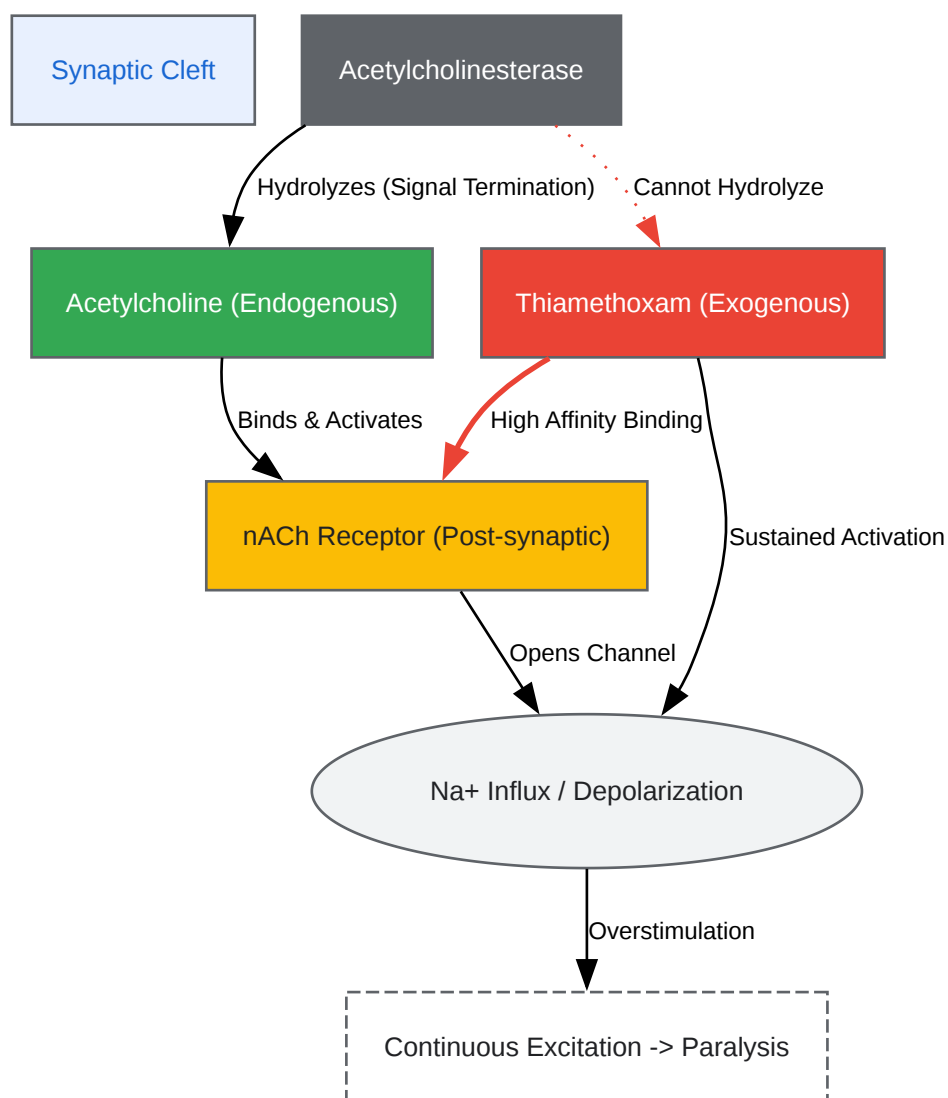 Synaptic Cleft
Acetylcholinesterase
Hydrolyzes (Signal Termination)
Cannot Hydrolyze
Acetylcholine (Endogenous)
Thiamethoxam (Exogenous)
Binds & Activates
High Affinity Binding
nACh Receptor (Post-synaptic)
Sustained Activation
Opens Channel
Na+ Influx / Depolarization
Overstimulation
Continuous Excitation -> Paralysis